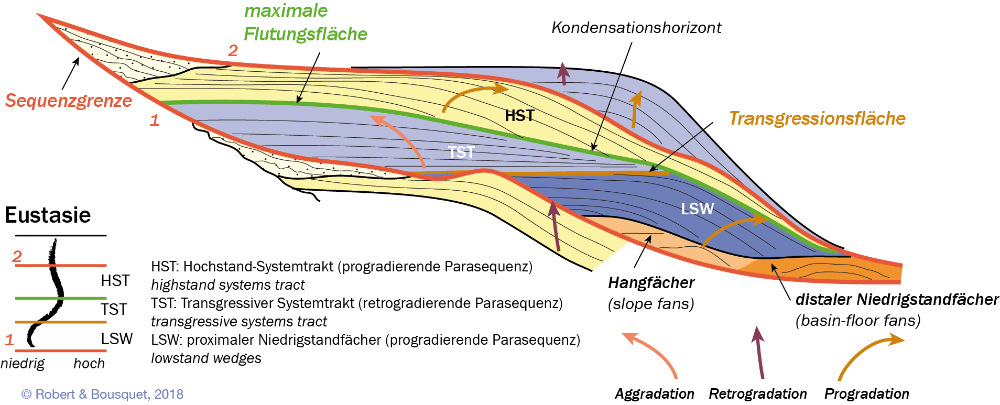 maximale
Flutungsfläche
Kondensationshorizont
2
Sequenzgrenze
1
HST
Transgressionsfläche
TST
LSW
Eustasie
2
HST
TST
1
LSW
niedrig
hoch
HST: Hochstand-Systemtrakt (progradierende Parasequenz)
highstand systems tract
TST: Transgressiver Systemtrakt (retrogradierende Parasequenz)
transgressive systems tract
LSW: proximaler Niedrigstandfächer (progradierende Parasequenz)
lowstand wedges
Hangfächer
(slope fans)
distaler Niedrigstandfächer
(basin-floor fans)
Aggradation
Retrogradation
Progradation
© Robert & Bousquet, 2018